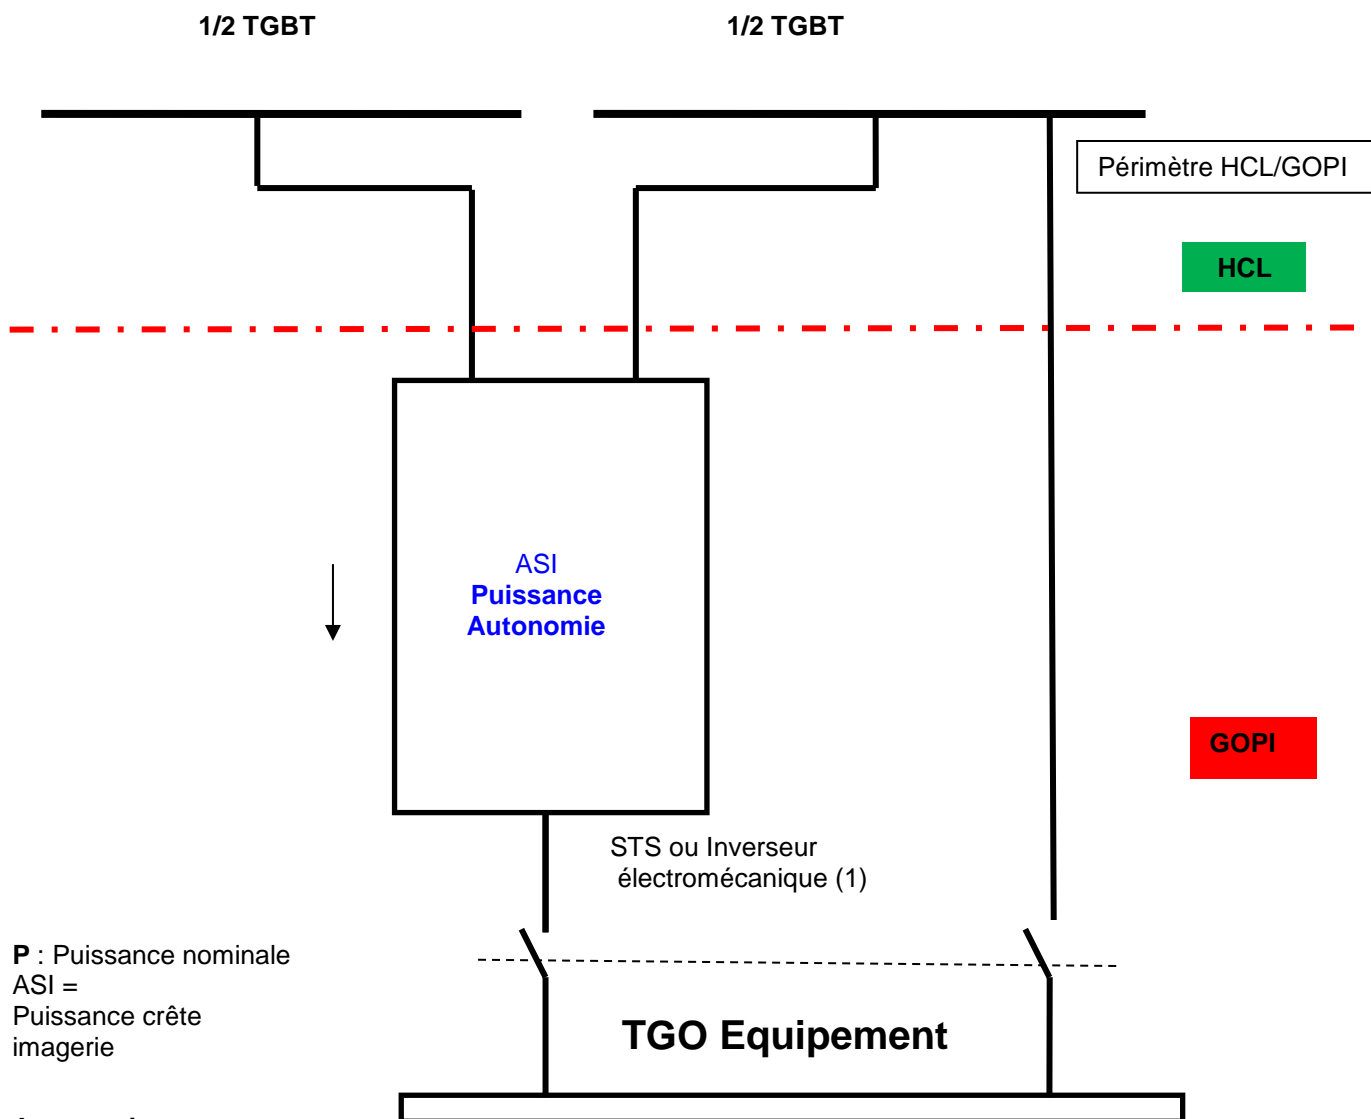 1/2 TGBT
1/2 TGBT
Périmètre HCL/GOPI
HCL
ASI
Puissance
Autonomie
GOPI
STS ou Inverseur
électromécanique (1)
P : Puissance nominale
ASI =
Puissance crête
imagerie
TGO Equipement